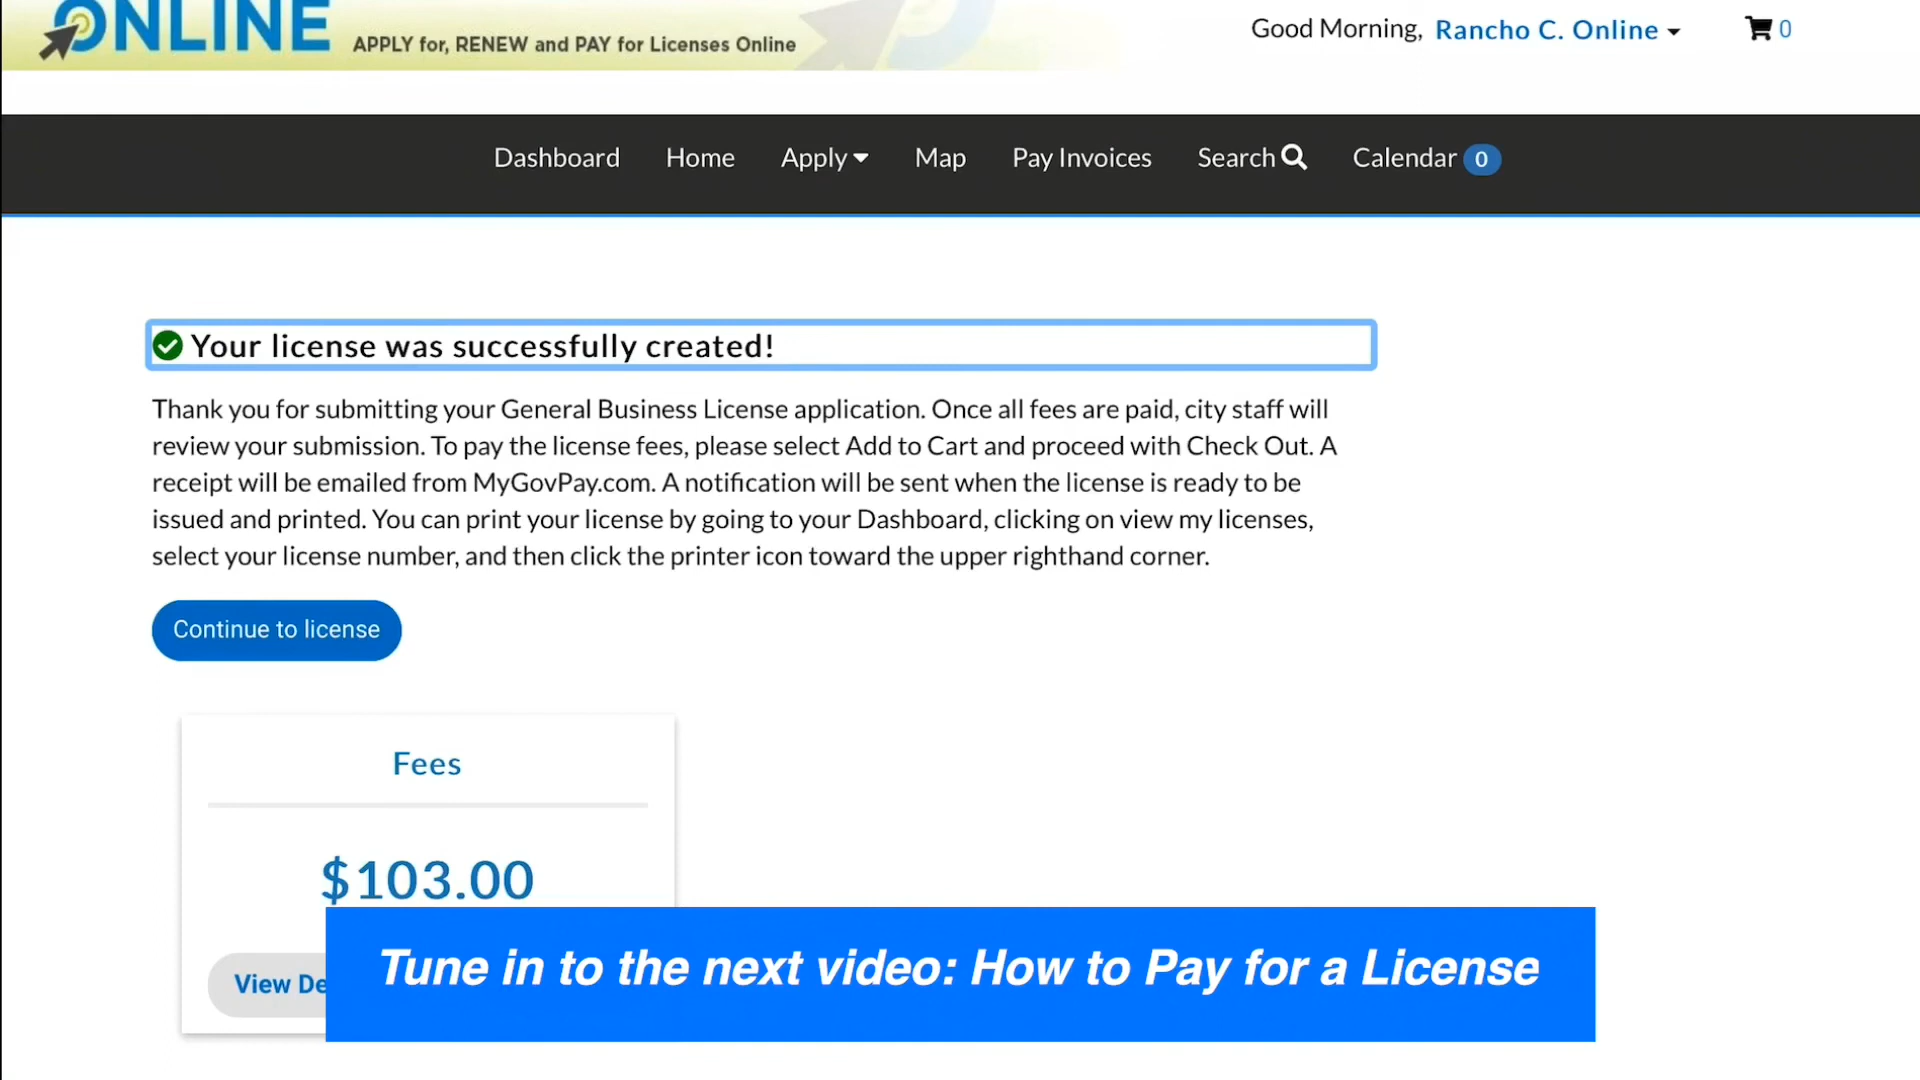 ONLINE APPLY for, RENEW and PAY for Licenses Online
Good Morning, Rancho C. Online 0
Dashboard Home Apply Map Pay Invoices Search Calendar 0
Your license was successfully created!
Thank you for submitting your General Business License application. Once all fees are paid, city staff will
review your submission. To pay the license fees, please select Add to Cart and proceed with Check Out. A
receipt will be emailed from MyGovPay.com. A notification will be sent when the license is ready to be
issued and printed. You can print your license by going to your Dashboard, clicking on view my licenses,
select your license number, and then click the printer icon toward the upper righthand corner.
Continue to license
Fees
$103.00
View De
Tune in to the next video: How to Pay for a License